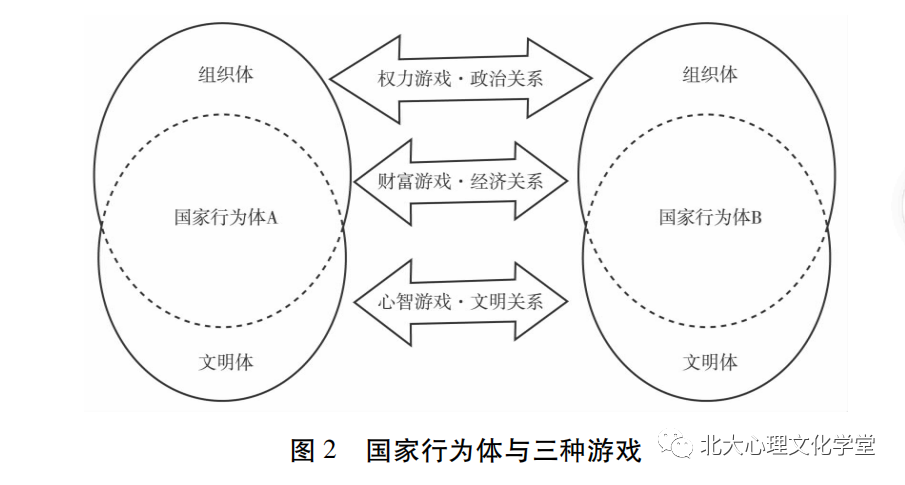 组织体
权力游戏·政治关系
组织体
财富游戏·经济关系
国家行为体A
国家行为体B
心智游戏·文明关系
文明体
文明体
图 2 国家行为体与三种游戏
北大心理文化学堂